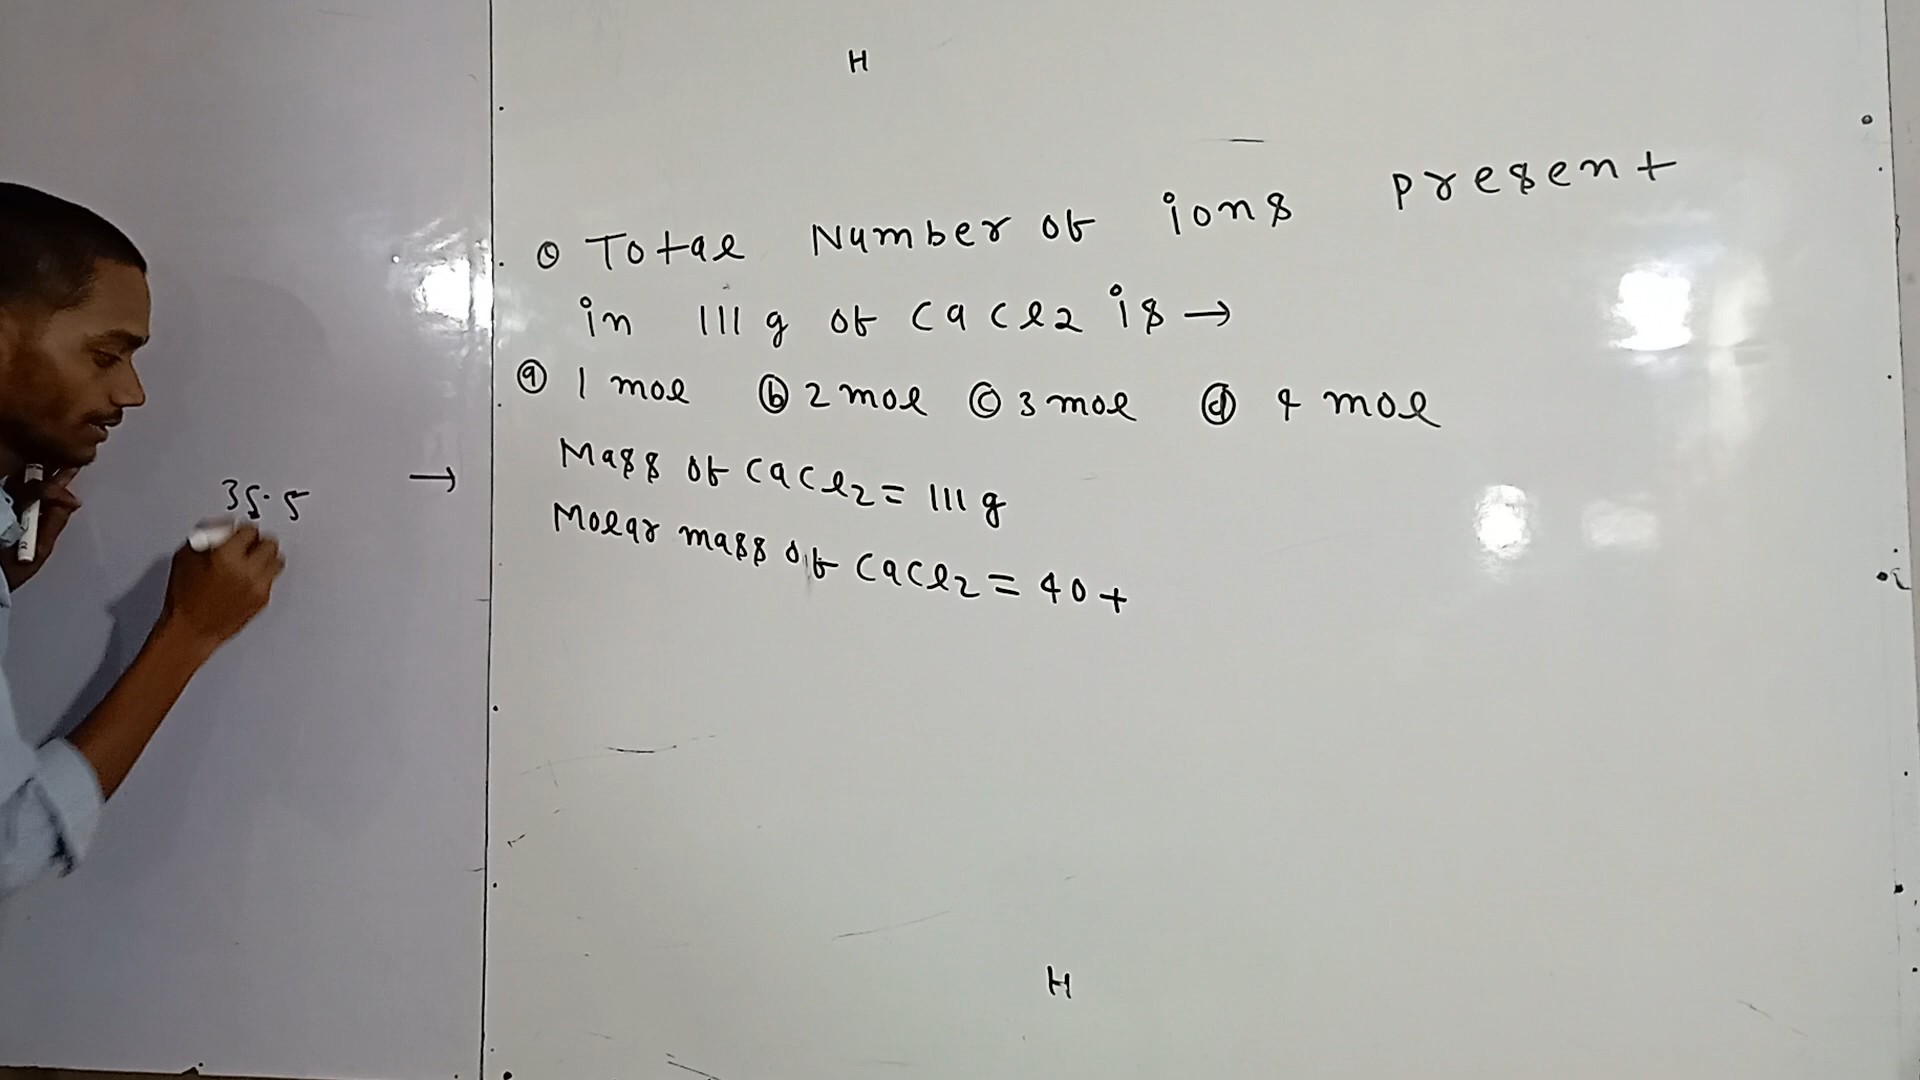 H
Q Total Number of ions present
in 111 g of CaCl2 is →
(a) 1 mol (b) 2 mol (c) 3 mol (d) 4 mol
→ Mass of CaCl2 = 111 g
Molar mass of CaCl2 = 40 +
35.5
H